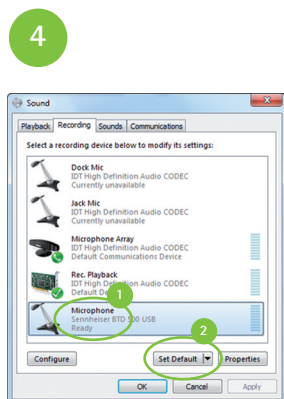 4
Sound
Playback Recording Sounds Communications
Select a recording device below to modify its settings:
Dock Mic
IDT High Definition Audio CODEC
Currently unavailable
Jack Mic
IDT High Definition Audio CODEC
Currently unavailable
Microphone Array
IDT High Definition Audio CODEC
Default Communications Device
Rec. Playback
IDT High Definition Audio CODEC
Default
1
Microphone
Sennheiser BTD 500 USB
Ready
2
Configure Set Default Properties
OK Cancel Apply